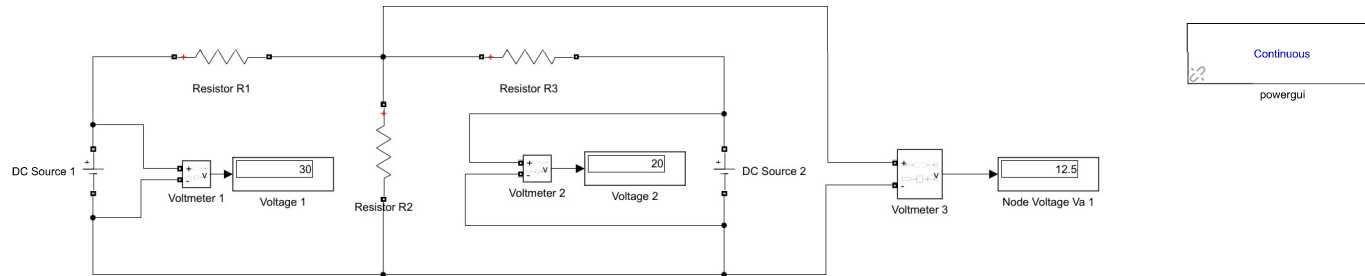 Continuous
powergui
Resistor R1
Resistor R3
DC Source 1
+
+
-
v
30
Voltmeter 1
Voltage 1
Resistor R2
+
-
v
20
Voltmeter 2
Voltage 2
+
DC Source 2
+
-
v
12.5
Voltmeter 3
Node Voltage Va 1